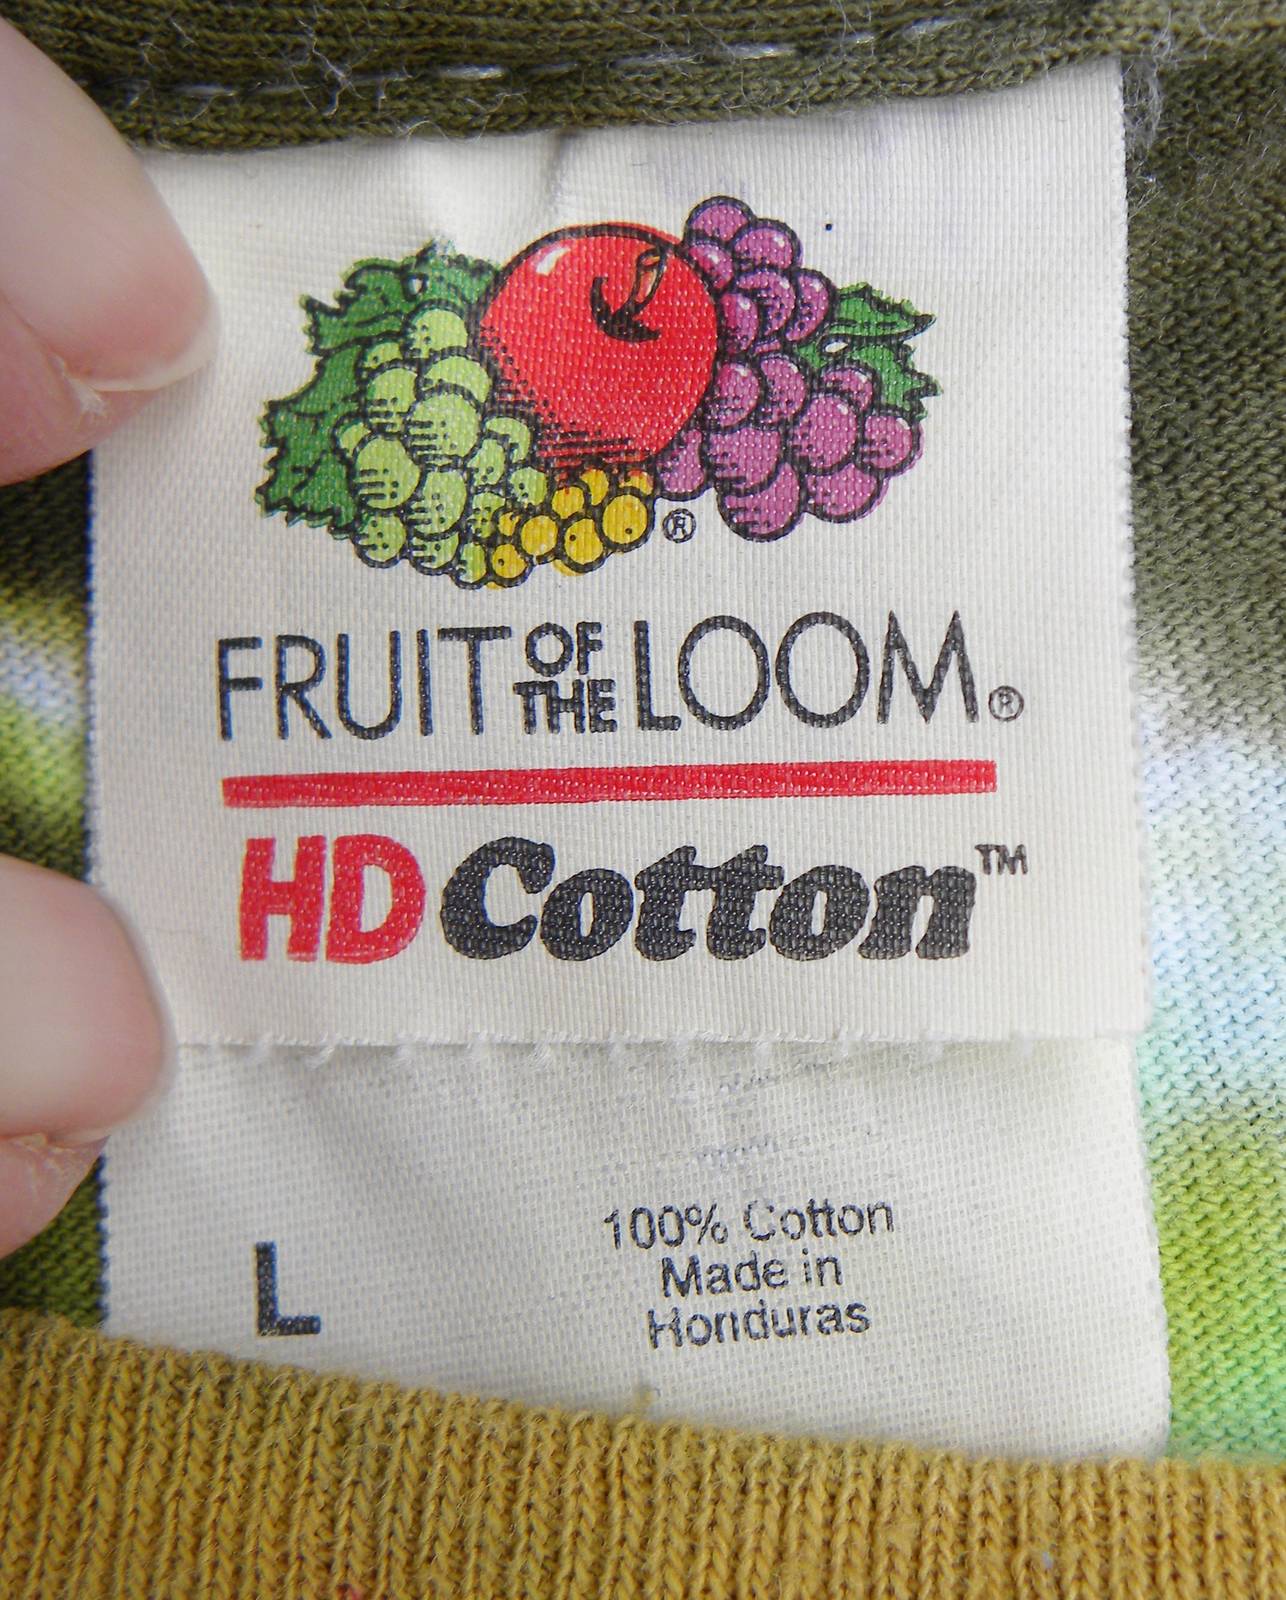 ®
FRUIT OF THE LOOM®
HD Cotton™
100% Cotton
Made in
Honduras
L